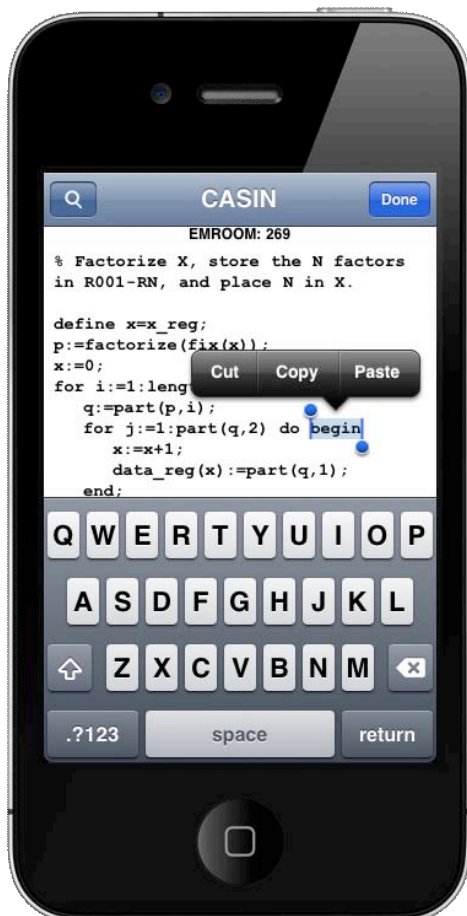 CASIN
Done
EMROOM: 269
% Factorize X, store the N factors
in R001-RN, and place N in X.
define x=x_reg;
p:=factorize(fix(x));
x:=0;
Cut Copy Paste
for i:=1:leng
q:=part(p,i);
for j:=1:part(q,2) do begin
x:=x+1;
data_reg(x):=part(q,1);
end;
Q W E R T Y U I O P
A S D F G H J K L
Z X C V B N M
.?123 space return